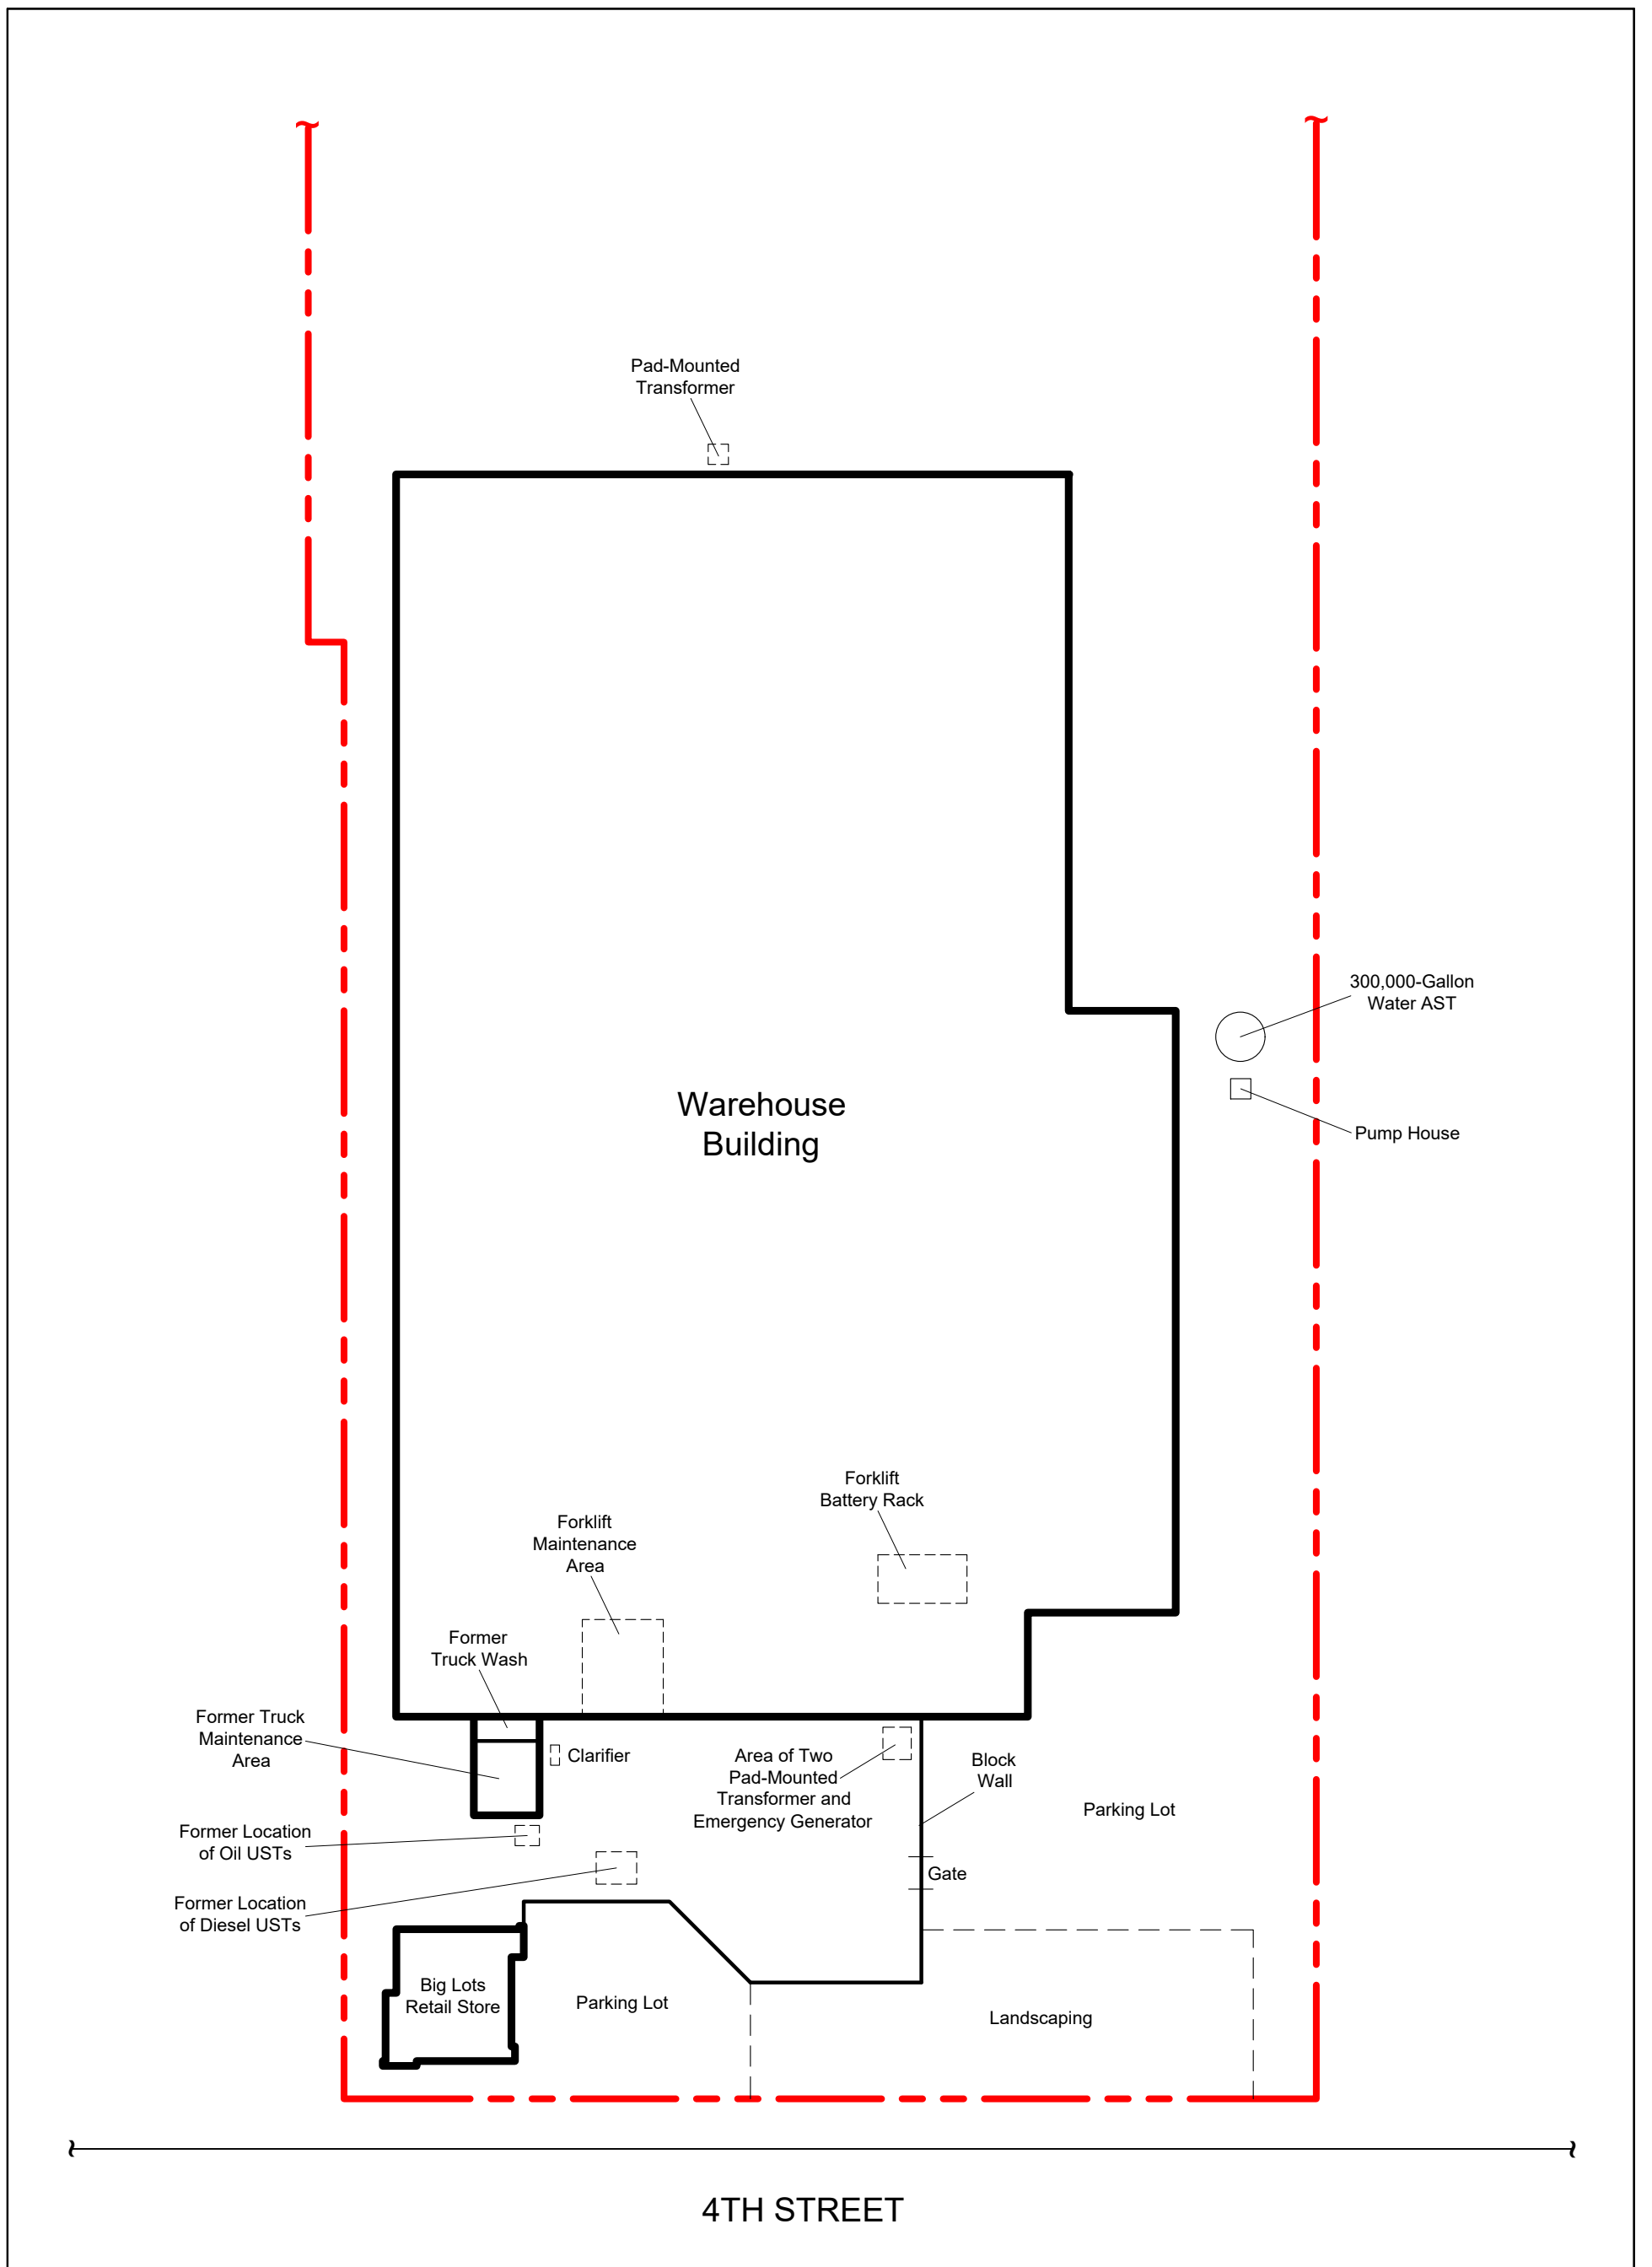 Pad-Mounted
Transformer
300,000-Gallon
Water AST
Warehouse
Building
Pump House
Forklift
Battery Rack
Forklift
Maintenance
Area
Former
Truck Wash
Former Truck
Maintenance
Area
Clarifier
Area of Two
Pad-Mounted
Transformer and
Emergency Generator
Block
Wall
Parking Lot
Former Location
of Oil USTs
Gate
Former Location
of Diesel USTs
Big Lots
Retail Store
Parking Lot
Landscaping
4TH STREET